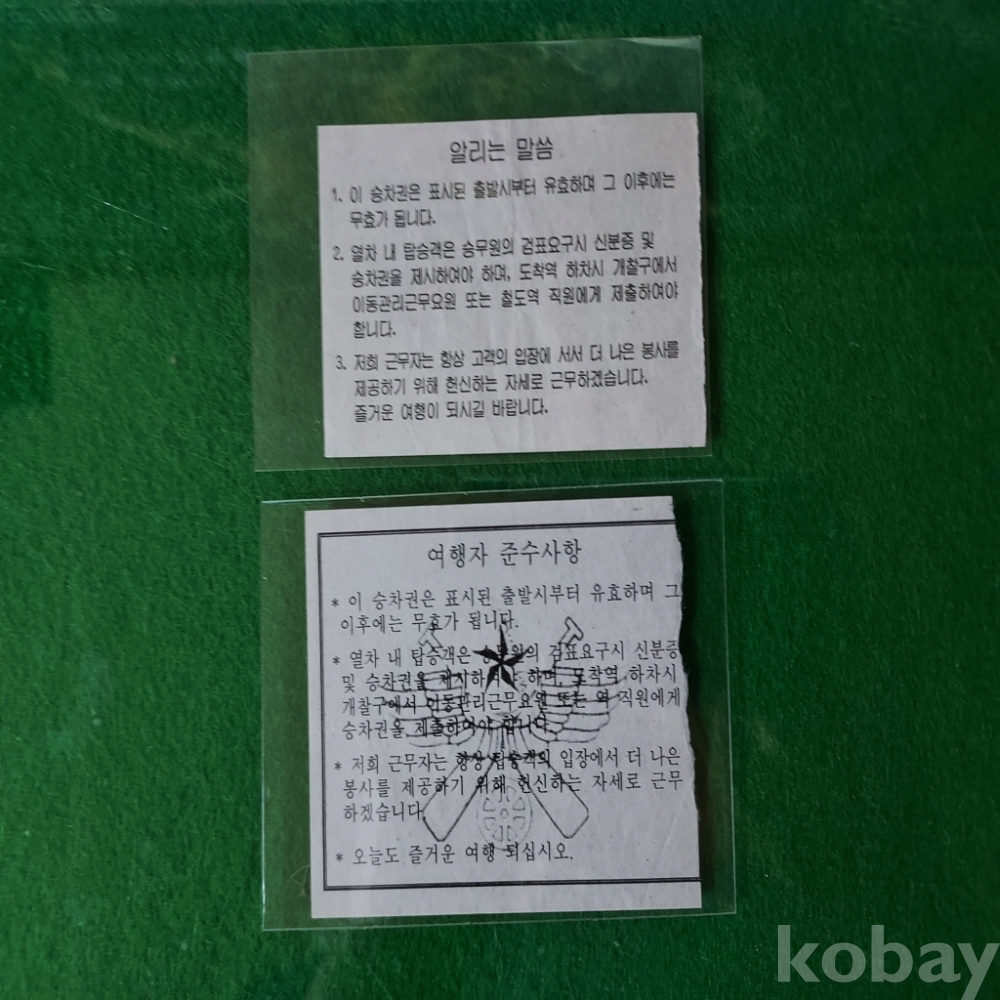 알리는 말씀
1. 이 승차권은 표시된 출발시부터 유효하며 그 이후에는
무효가 됩니다.
2. 열차 내 탑승객은 승무원의 검표요구시 신분증 및
승차권을 제시하여야 하며, 도착역 하차시 개찰구에서
이동관리근무요원 또는 철도역 직원에게 제출하여야
합니다.
3. 저희 근무자는 항상 고객의 입장에 서서 더 나은 봉사를
제공하기 위해 헌신하는 자세로 근무하겠습니다.
즐거운 여행이 되시길 바랍니다.
여행자 준수사항
* 이 승차권은 표시된 출발시부터 유효하며 그
이후에는 무효가 됩니다.
* 열차 내 탑승객은 승무원의 검표요구시 신분증
및 승차권을 제시하여야 하며, 도착역 하차시
개찰구에서 이동관리근무요원 또는 역 직원에게
승차권을 제출하여야 합니다.
* 저희 근무자는 항상 탑승객의 입장에서 더 나은
봉사를 제공하기 위해 헌신하는 자세로 근무
하겠습니다.
* 오늘도 즐거운 여행 되십시오.
kobay